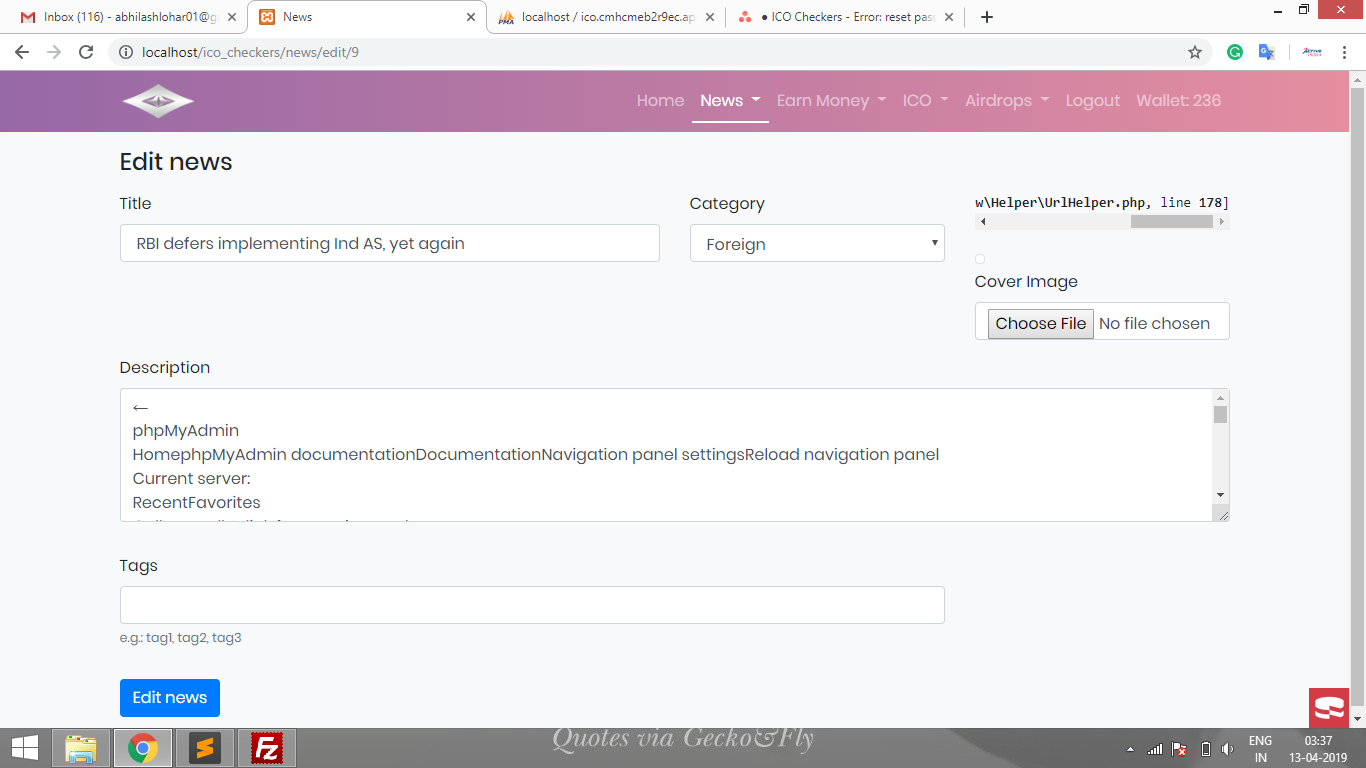 Inbox (116) - abhilashlohar01@g
News
localhost / ico.cmhcmeb2r9ec.ap
● ICO Checkers - Error: reset pas
localhost/ico_checkers/news/edit/9
Home
News
Earn Money
ICO
Airdrops
Logout
Wallet: 236
Edit news
Title
Category
w\Helper\UrlHelper.php, line 178]
RBI defers implementing Ind AS, yet again
Foreign
Cover Image
Choose File No file chosen
Description
←
phpMyAdmin
HomephpMyAdmin documentationDocumentationNavigation panel settingsReload navigation panel
Current server:
RecentFavorites
Tags
e.g.: tag1, tag2, tag3
Edit news
Quotes via Gecko&Fly
ENG
IN
03:37
13-04-2019